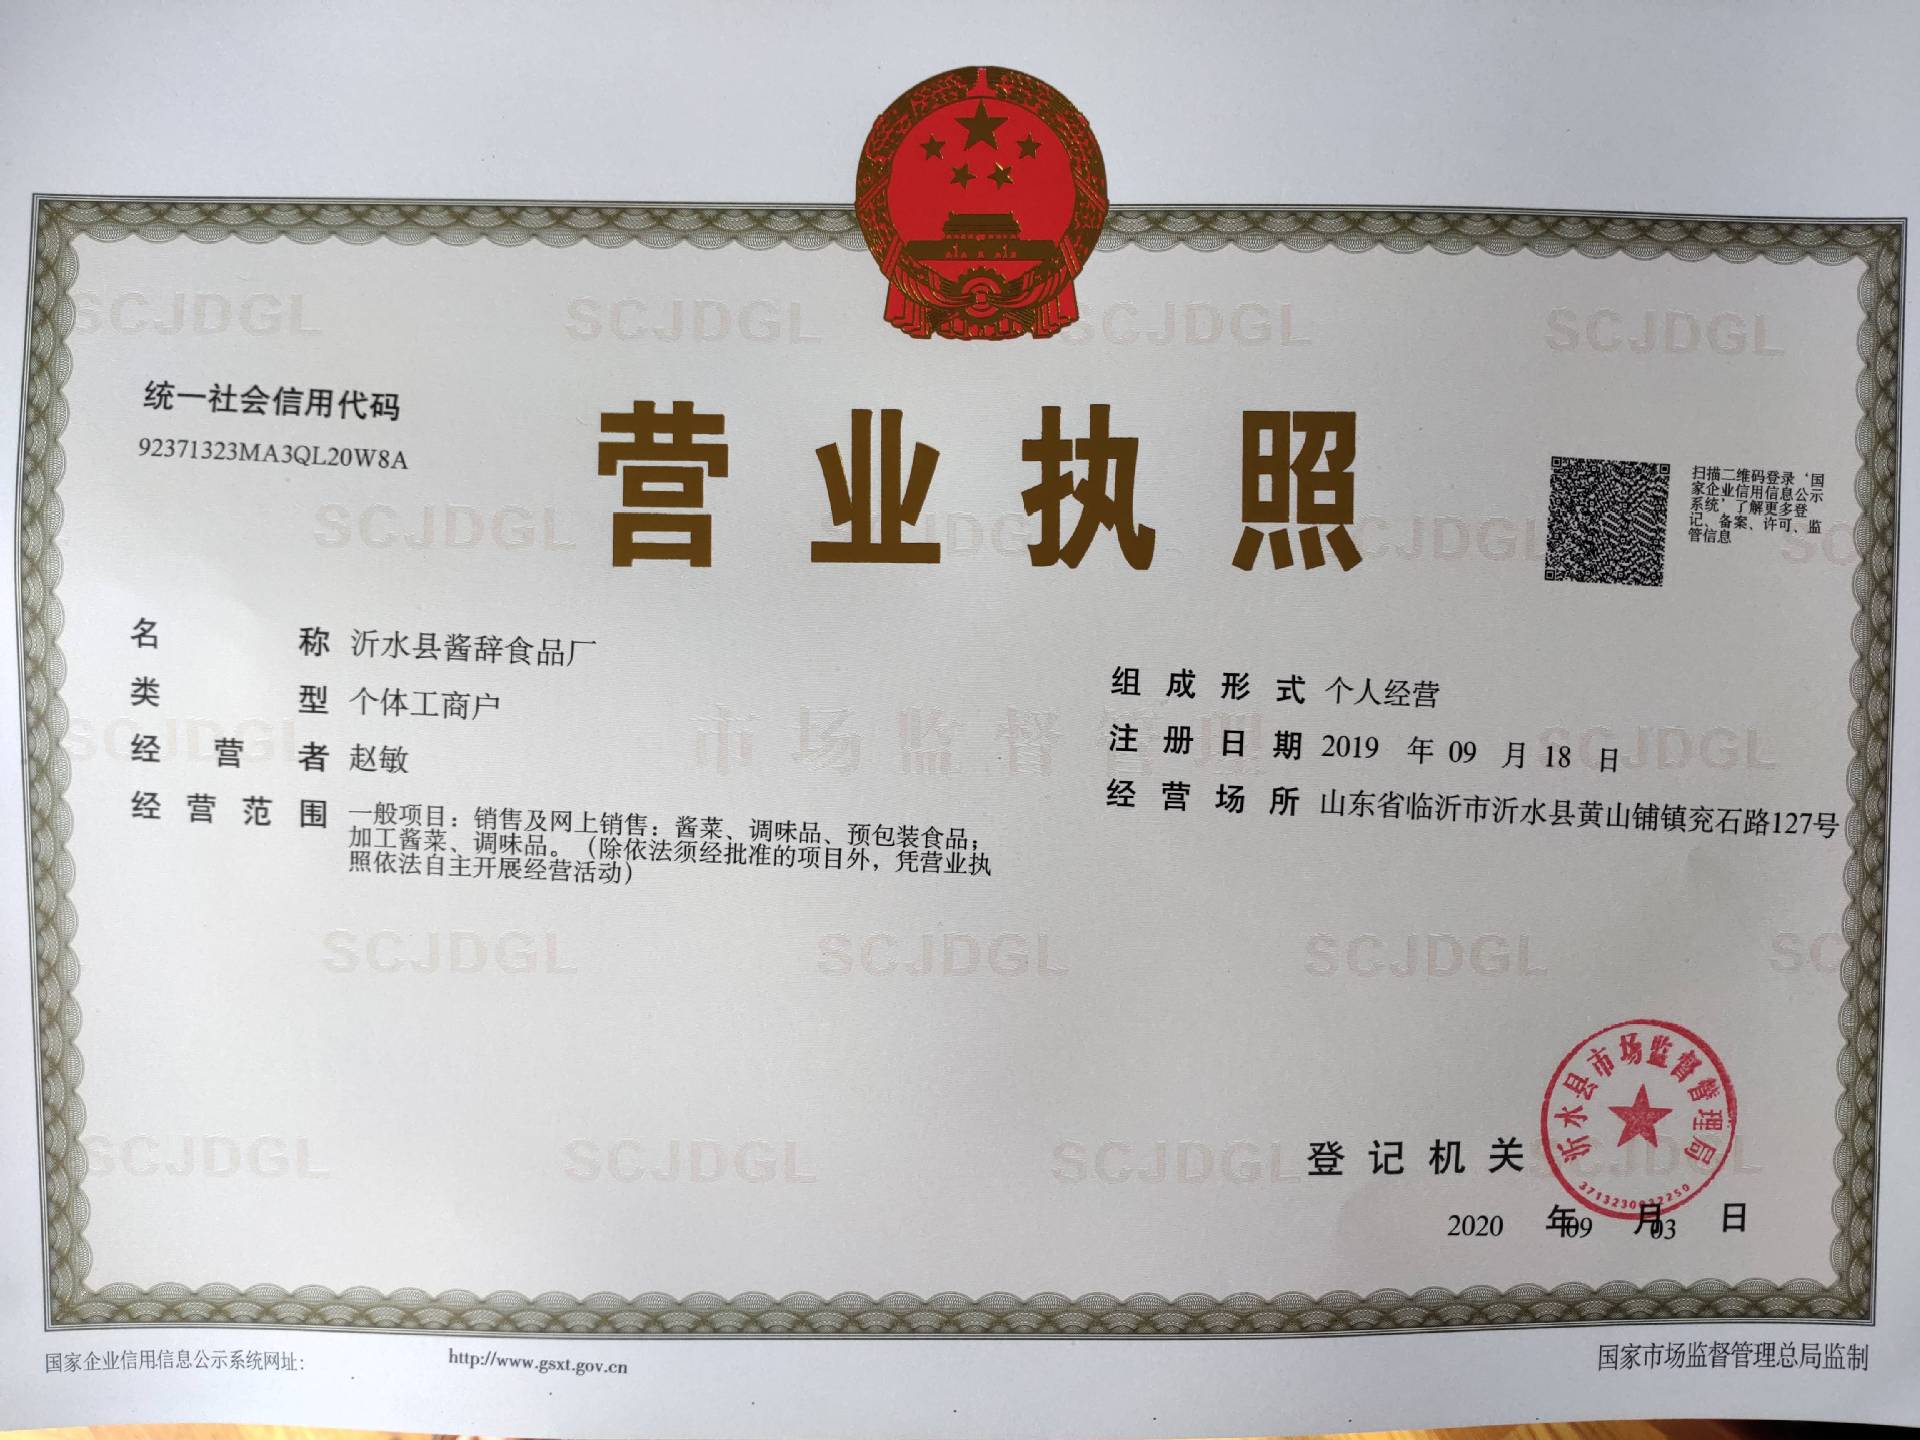 统一社会信用代码
92371323MA3QL20W8A
营业执照
扫描二维码登录‘国
家企业信用信息公示
系统’了解更多登
记、备案、许可、监
管信息
名称 沂水县酱辞食品厂
类型 个体工商户
经营者 赵敏
经营范围 一般项目：销售及网上销售：酱菜、调味品、预包装食品；
加工酱菜、调味品。（除依法须经批准的项目外，凭营业执
照依法自主开展经营活动）
组成形式 个人经营
注册日期 2019 年 09 月 18 日
经营场所 山东省临沂市沂水县黄山铺镇兖石路127号
市场监督管理
SCJDGL
登记机关
沂水县市场监督管理局
2020 年 09 月 03 日
国家企业信用信息公示系统网址：
http://www.gsxt.gov.cn
国家市场监督管理总局监制